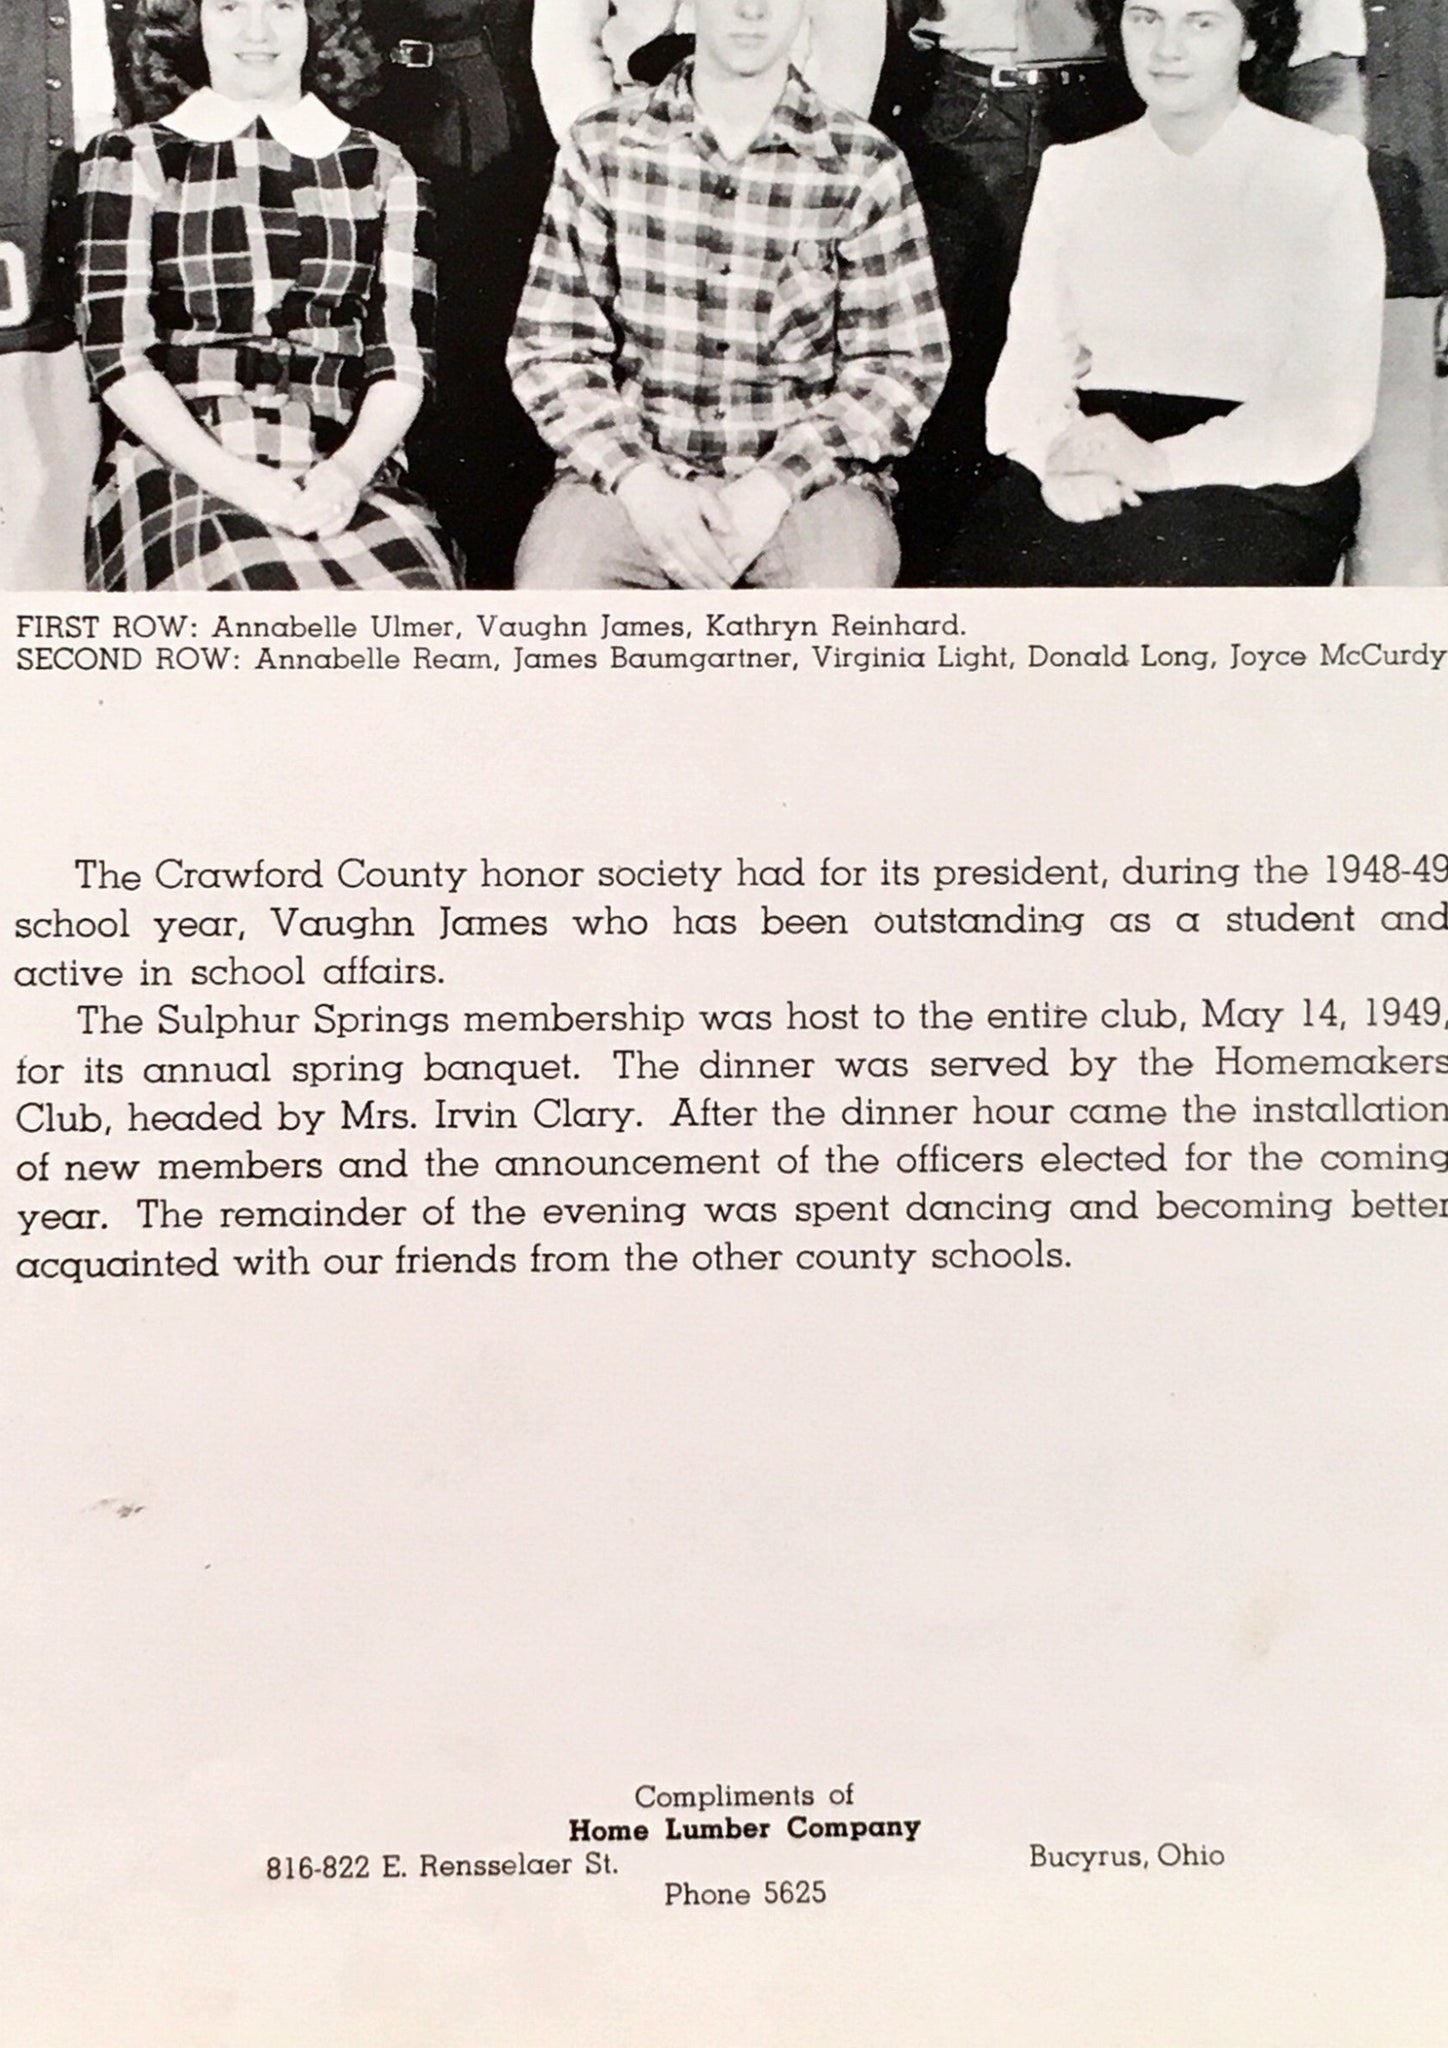 FIRST ROW: Annabelle Ulmer, Vaughn James, Kathryn Reinhard.
SECOND ROW: Annabelle Ream, James Baumgartner, Virginia Light, Donald Long, Joyce McCurdy
The Crawford County honor society had for its president, during the 1948-49
school year, Vaughn James who has been outstanding as a student and
active in school affairs.
The Sulphur Springs membership was host to the entire club, May 14, 1949,
for its annual spring banquet. The dinner was served by the Homemakers
Club, headed by Mrs. Irvin Clary. After the dinner hour came the installation
of new members and the announcement of the officers elected for the coming
year. The remainder of the evening was spent dancing and becoming better
acquainted with our friends from the other county schools.
Compliments of
Home Lumber Company
816-822 E. Rensselaer St. Bucyrus, Ohio
Phone 5625